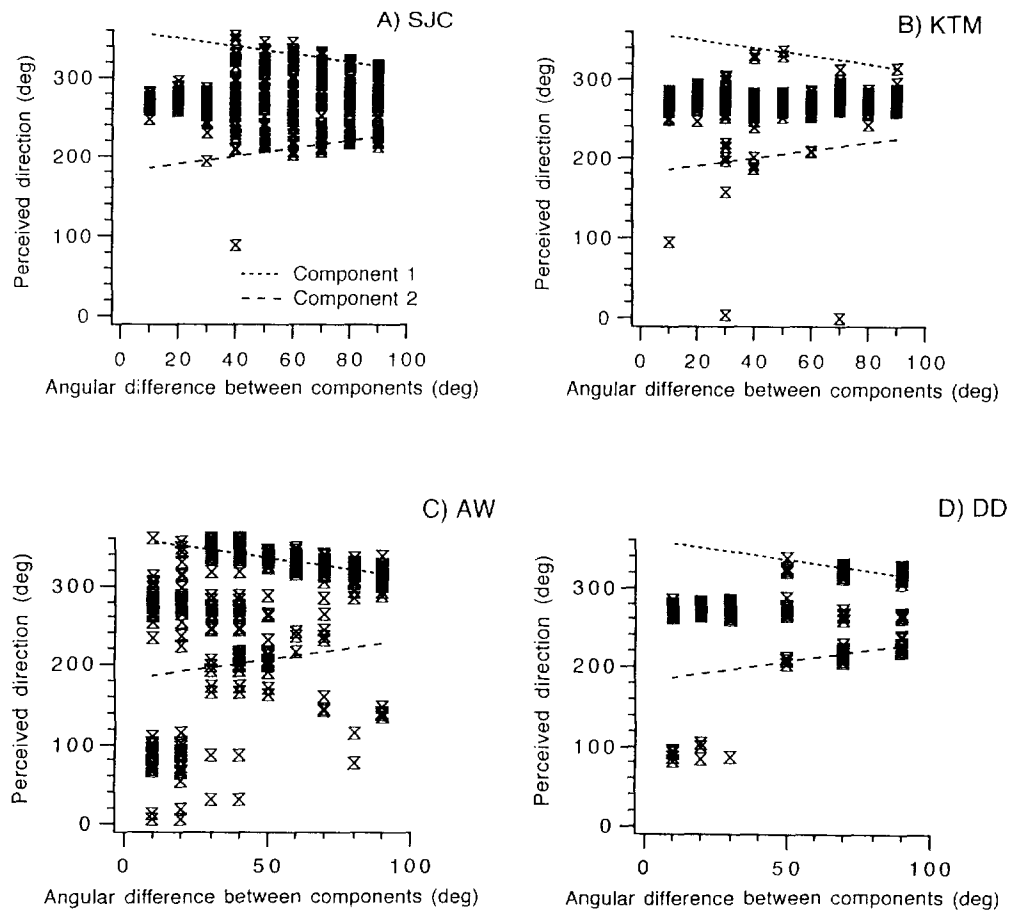 A) SJC
Perceived direction (deg)
300
200
100
0
Component 1
Component 2
0 20 40 60 80 100
Angular difference between components (deg)
B) KTM
Perceived direction (deg)
300
200
100
0
0 20 40 60 80 100
Angular difference between components (deg)
C) AW
Perceived direction (deg)
300
200
100
0
0 50 100
Angular difference between components (deg)
D) DD
Perceived direction (deg)
300
200
100
0
0 50 100
Angular difference between components (deg)